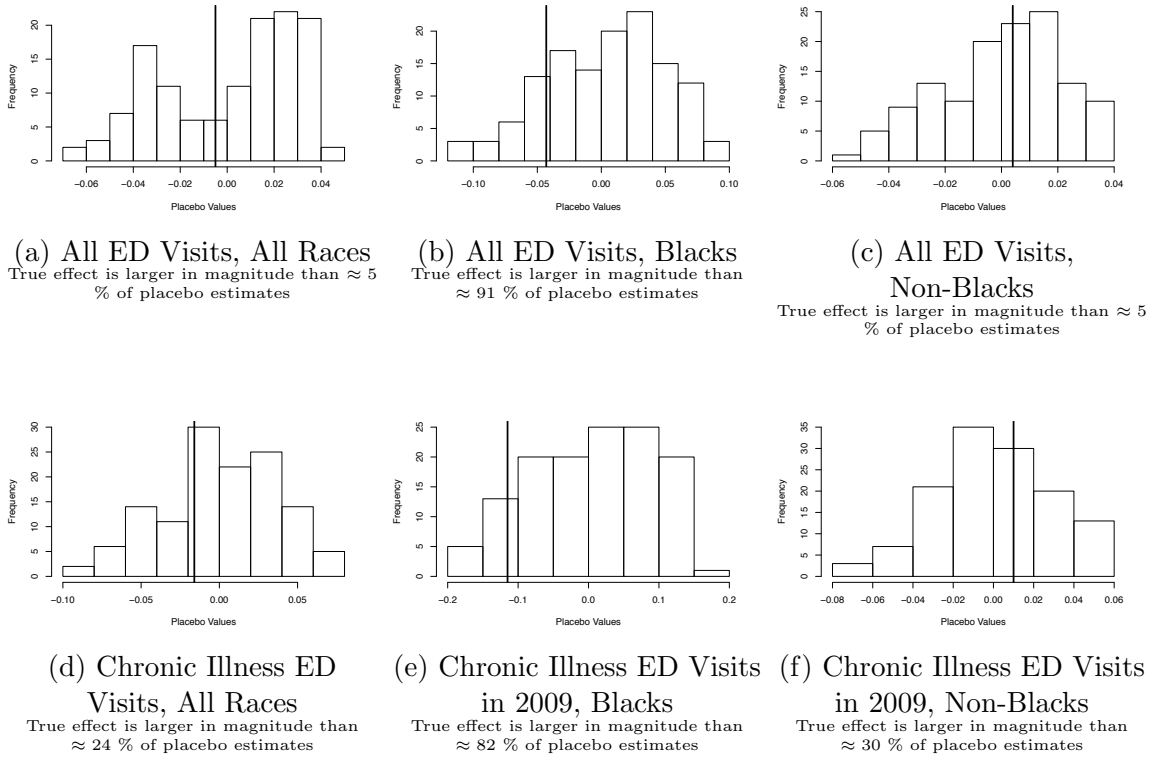 Frequency
0 5 10 15 20
−0.06 −0.04 −0.02 0.00 0.02 0.04
Placebo Values
(a) All ED Visits, All Races
True effect is larger in magnitude than ≈ 5
% of placebo estimates
Frequency
0 5 10 15 20
−0.10 −0.05 0.00 0.05 0.10
Placebo Values
(b) All ED Visits, Blacks
True effect is larger in magnitude than
≈ 91 % of placebo estimates
Frequency
0 5 10 15 20 25
−0.06 −0.04 −0.02 0.00 0.02 0.04
Placebo Values
(c) All ED Visits,
Non-Blacks
True effect is larger in magnitude than ≈ 5
% of placebo estimates
Frequency
0 5 10 15 20 25 30
−0.10 −0.05 0.00 0.05
Placebo Values
(d) Chronic Illness ED
Visits, All Races
True effect is larger in magnitude than
≈ 24 % of placebo estimates
Frequency
0 5 10 15 20 25
−0.2 −0.1 0.0 0.1 0.2
Placebo Values
(e) Chronic Illness ED Visits
in 2009, Blacks
True effect is larger in magnitude than
≈ 82 % of placebo estimates
Frequency
0 5 10 15 20 25 30 35
−0.08 −0.06 −0.04 −0.02 0.00 0.02 0.04 0.06
Placebo Values
(f) Chronic Illness ED Visits
in 2009, Non-Blacks
True effect is larger in magnitude than
≈ 30 % of placebo estimates